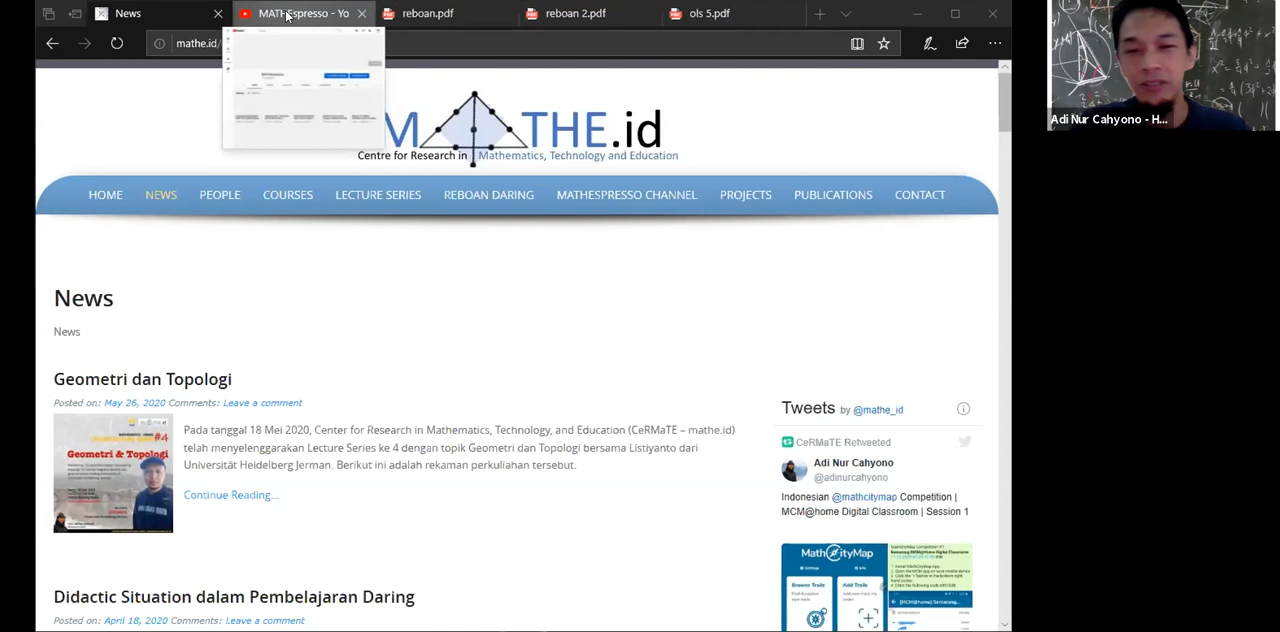 News
MATHEspresso - Yo
reboan.pdf
reboan 2.pdf
ols 5.pdf
mathe.id/
M THE.id
Centre for Research in Mathematics, Technology and Education
HOME NEWS PEOPLE COURSES LECTURE SERIES REBOAN DARING MATHESPRESSO CHANNEL PROJECTS PUBLICATIONS CONTACT
Adi Nur Cahyono - H...
News
News
Geometri dan Topologi
Posted on: May 26, 2020 Comments: Leave a comment
#4
Geometri & Topologi
Pada tanggal 18 Mei 2020, Center for Research in Mathematics, Technology, and Education (CeRMaTE – mathe.id)
telah menyelenggarakan Lecture Series ke 4 dengan topik Geometri dan Topologi bersama Listiyanto dari
Universität Heidelberg Jerman. Berikut ini adalah rekaman perkuliahan tersebut.
Continue Reading...
Didactic Situation
Pembelajaran Daring
Posted on: April 18, 2020 Comments: Leave a comment
Tweets by @mathe_id
CeRMaTE Retweeted
Adi Nur Cahyono
@adinurcahyono
Indonesian @mathcitymap Competition |
MCM@home Digital Classroom | Session 1
MathCityMap
Browse Trails
Add Trails